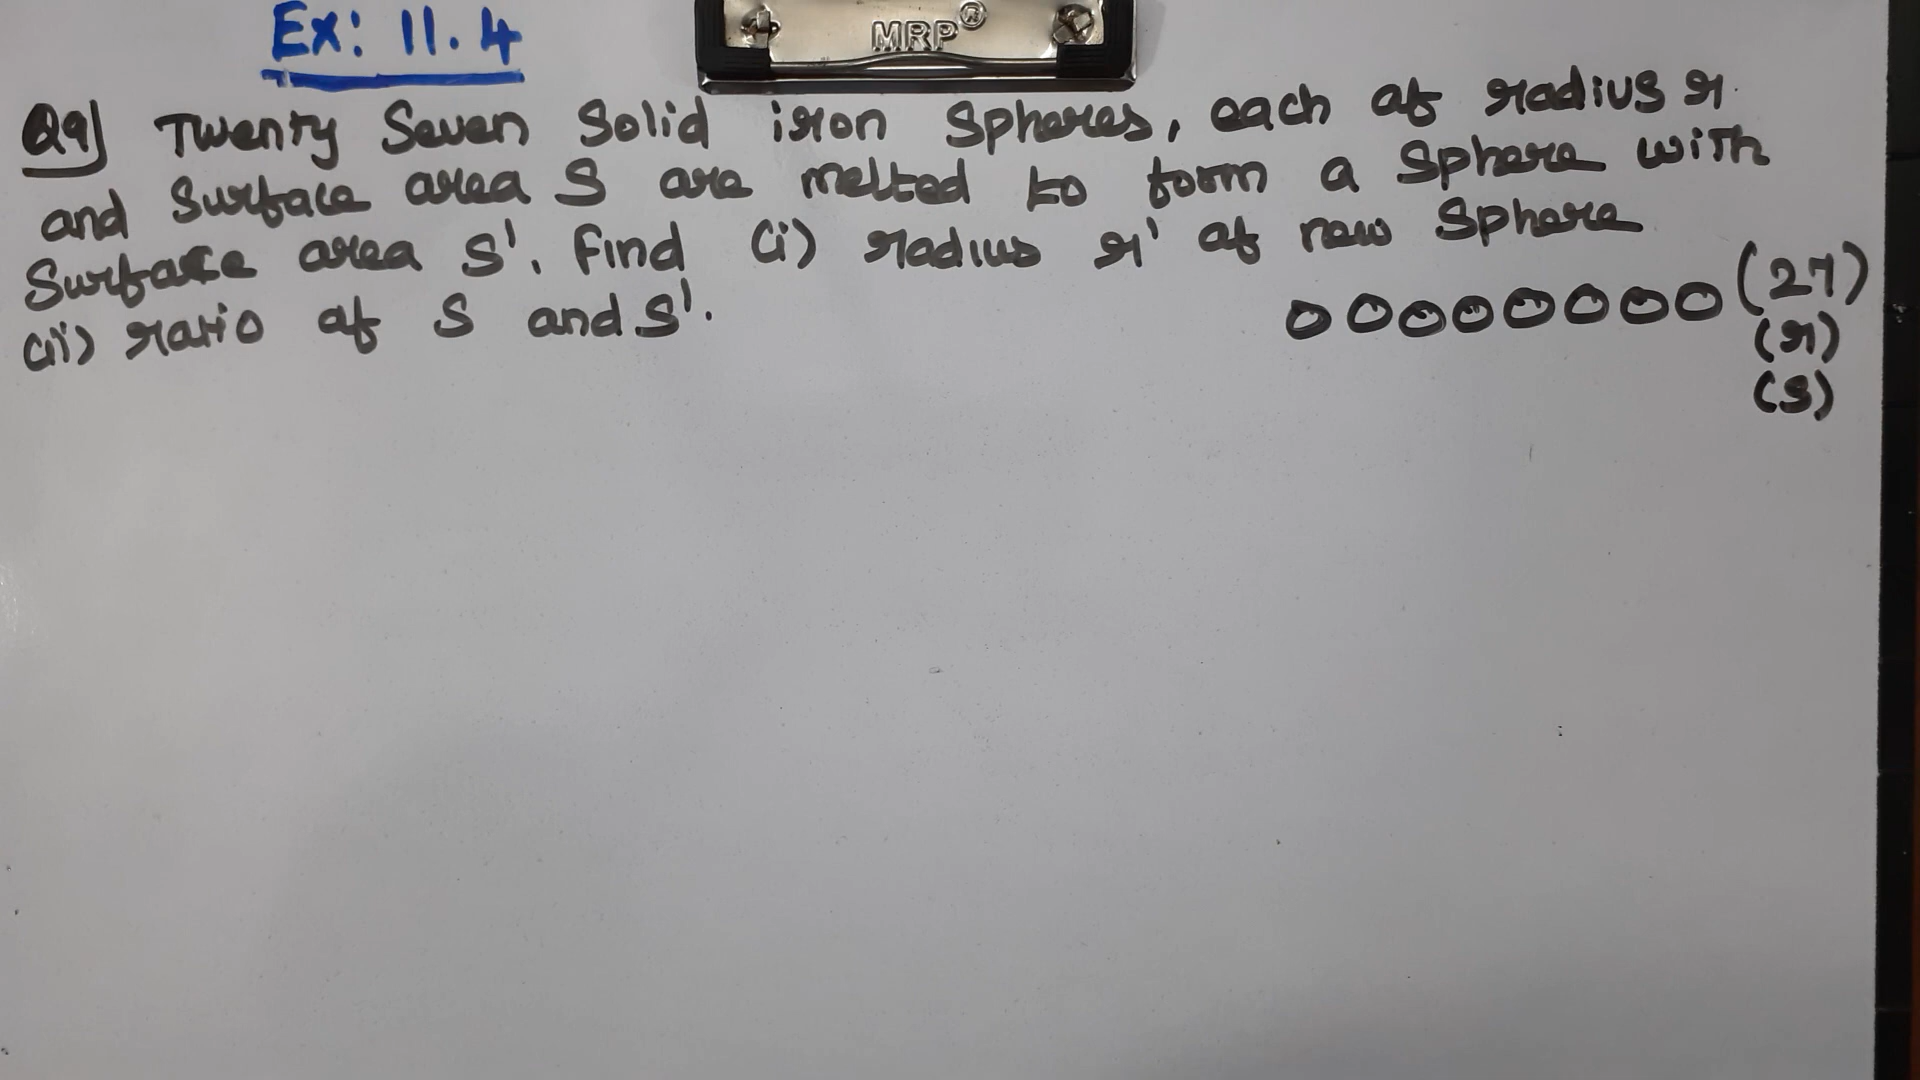 Ex: 11.4
MRP®
Q9) Twenty Seven Solid iron Spheres, each of radius r.
and Surface area S are melted to form a Sphere with
Surface area S'. Find (i) radius r' of new Sphere
(ii) ratio of S and S'.
(27)
(r)
(S)